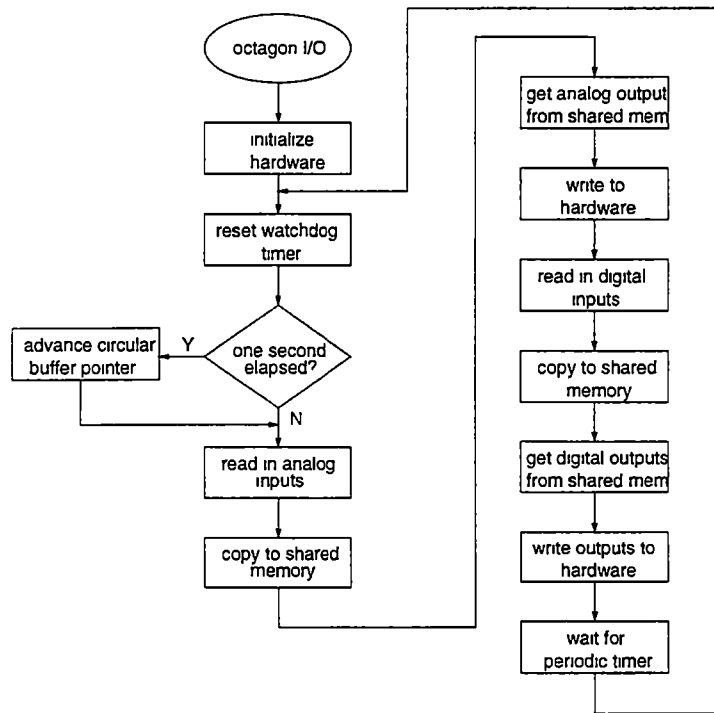 octagon I/O
initialize
hardware
reset watchdog
timer
one second
elapsed?
Y
advance circular
buffer pointer
N
read in analog
inputs
copy to shared
memory
get analog output
from shared mem
write to
hardware
read in digital
inputs
copy to shared
memory
get digital outputs
from shared mem
write outputs to
hardware
wait for
periodic timer